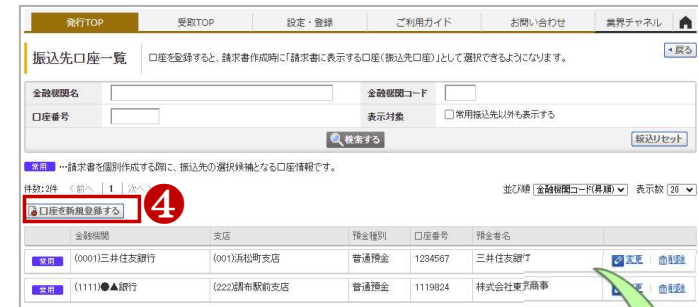 発行TOP 受取TOP 設定・登録 ご利用ガイド お問い合わせ 業界チャネル
振込先口座一覧 口座を登録すると、請求書作成時に「請求書に表示する口座(振込先口座)」として選択できるようになります。 戻る
金融機関名 金融機関コード
口座番号 表示対象 常用振込先以外も表示する
検索する 絞込リセット
常用 …請求書を個別作成する際に、振込先の選択候補となる口座情報です。
件数:2件 <前へ | 1 | 次へ> 並び順 金融機関コード(昇順) 表示数 20
口座を新規登録する 4
金融機関 支店 預金種別 口座番号 預金者名
常用 (0001)三井住友銀行 (001)浜松町支店 普通預金 1234567 三井住友銀 変更 削除
常用 (1111)●▲銀行 (222)調布駅前支店 普通預金 1119824 株式会社東 商事 変更 削除